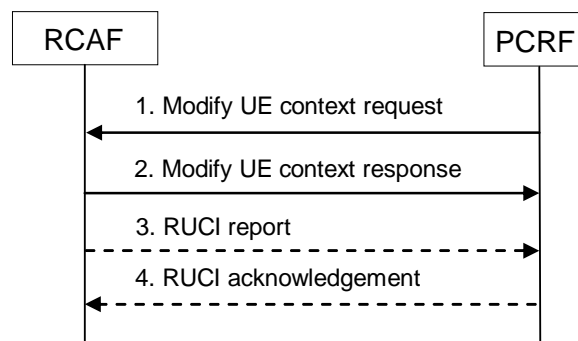 RCAF
PCRF
1. Modify UE context request
2. Modify UE context response
3. RUCI report
4. RUCI acknowledgement